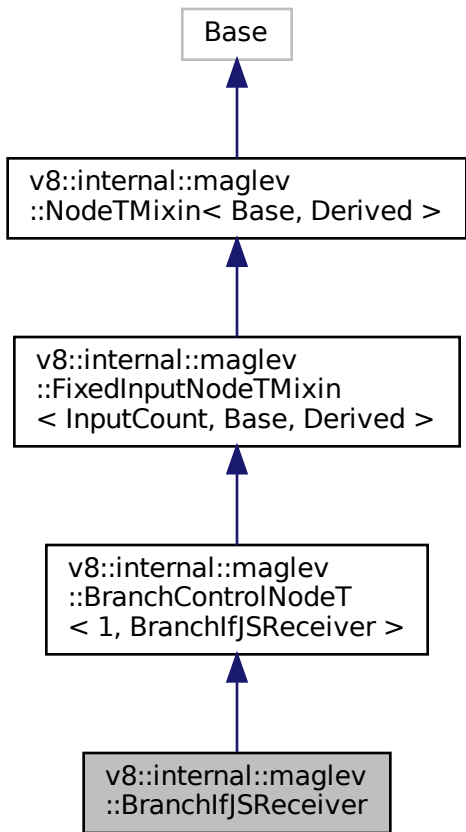 Base
v8::internal::maglev
::NodeTMixin< Base, Derived >
v8::internal::maglev
::FixedInputNodeTMixin
< InputCount, Base, Derived >
v8::internal::maglev
::BranchControlNodeT
< 1, BranchIfJSReceiver >
v8::internal::maglev
::BranchIfJSReceiver